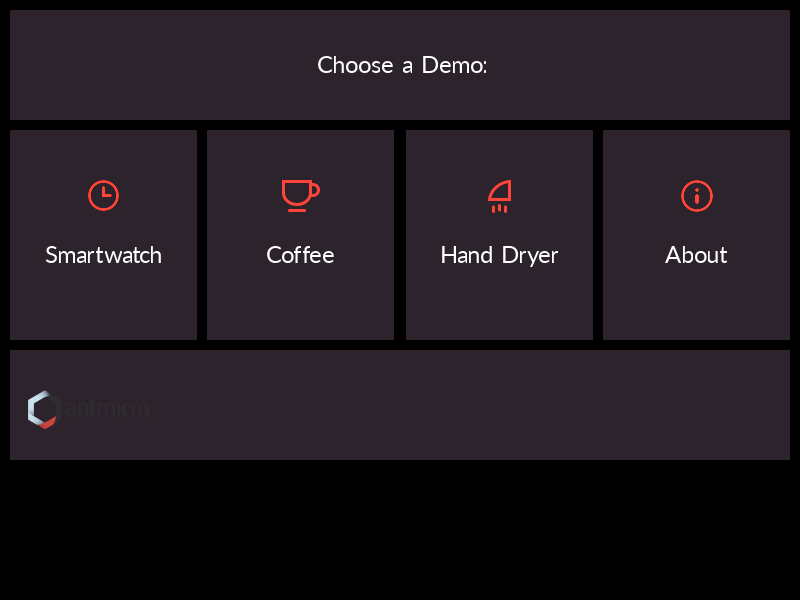 Choose a Demo:
Smartwatch
Coffee
Hand Dryer
About
antmicro